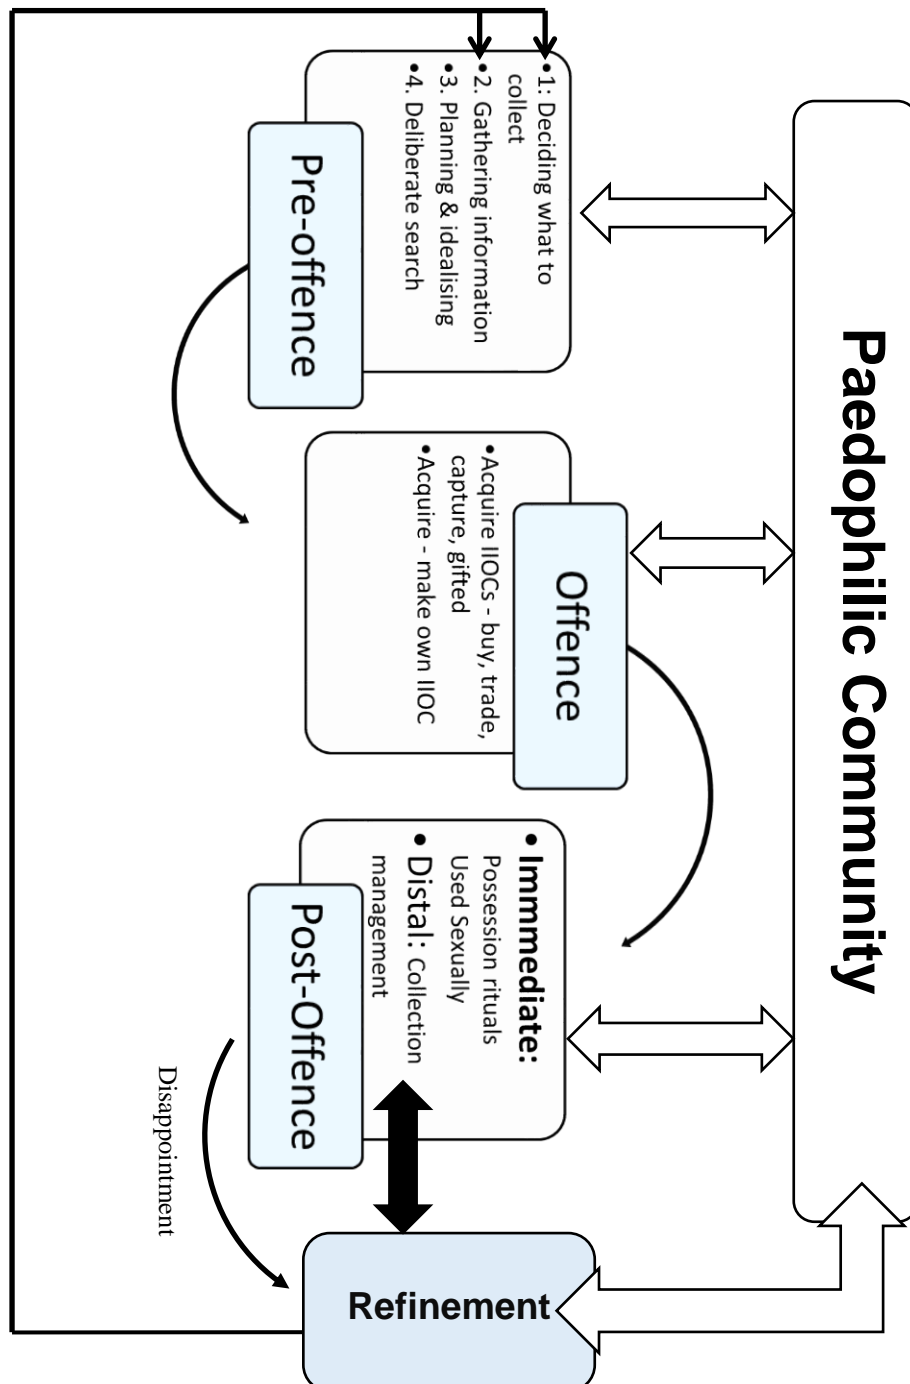 Paedophilic Community
•1: Deciding what to
collect
•2. Gathering information
•3. Planning & idealising
•4. Deliberate search
Pre-offence
Offence
•Acquire IIOCs - buy, trade,
capture, gifted
•Acquire - make own IIOC
• Immmediate:
Possession rituals
Used Sexually
• Distal: Collection
management
Post-Offence
Disappointment
Refinement